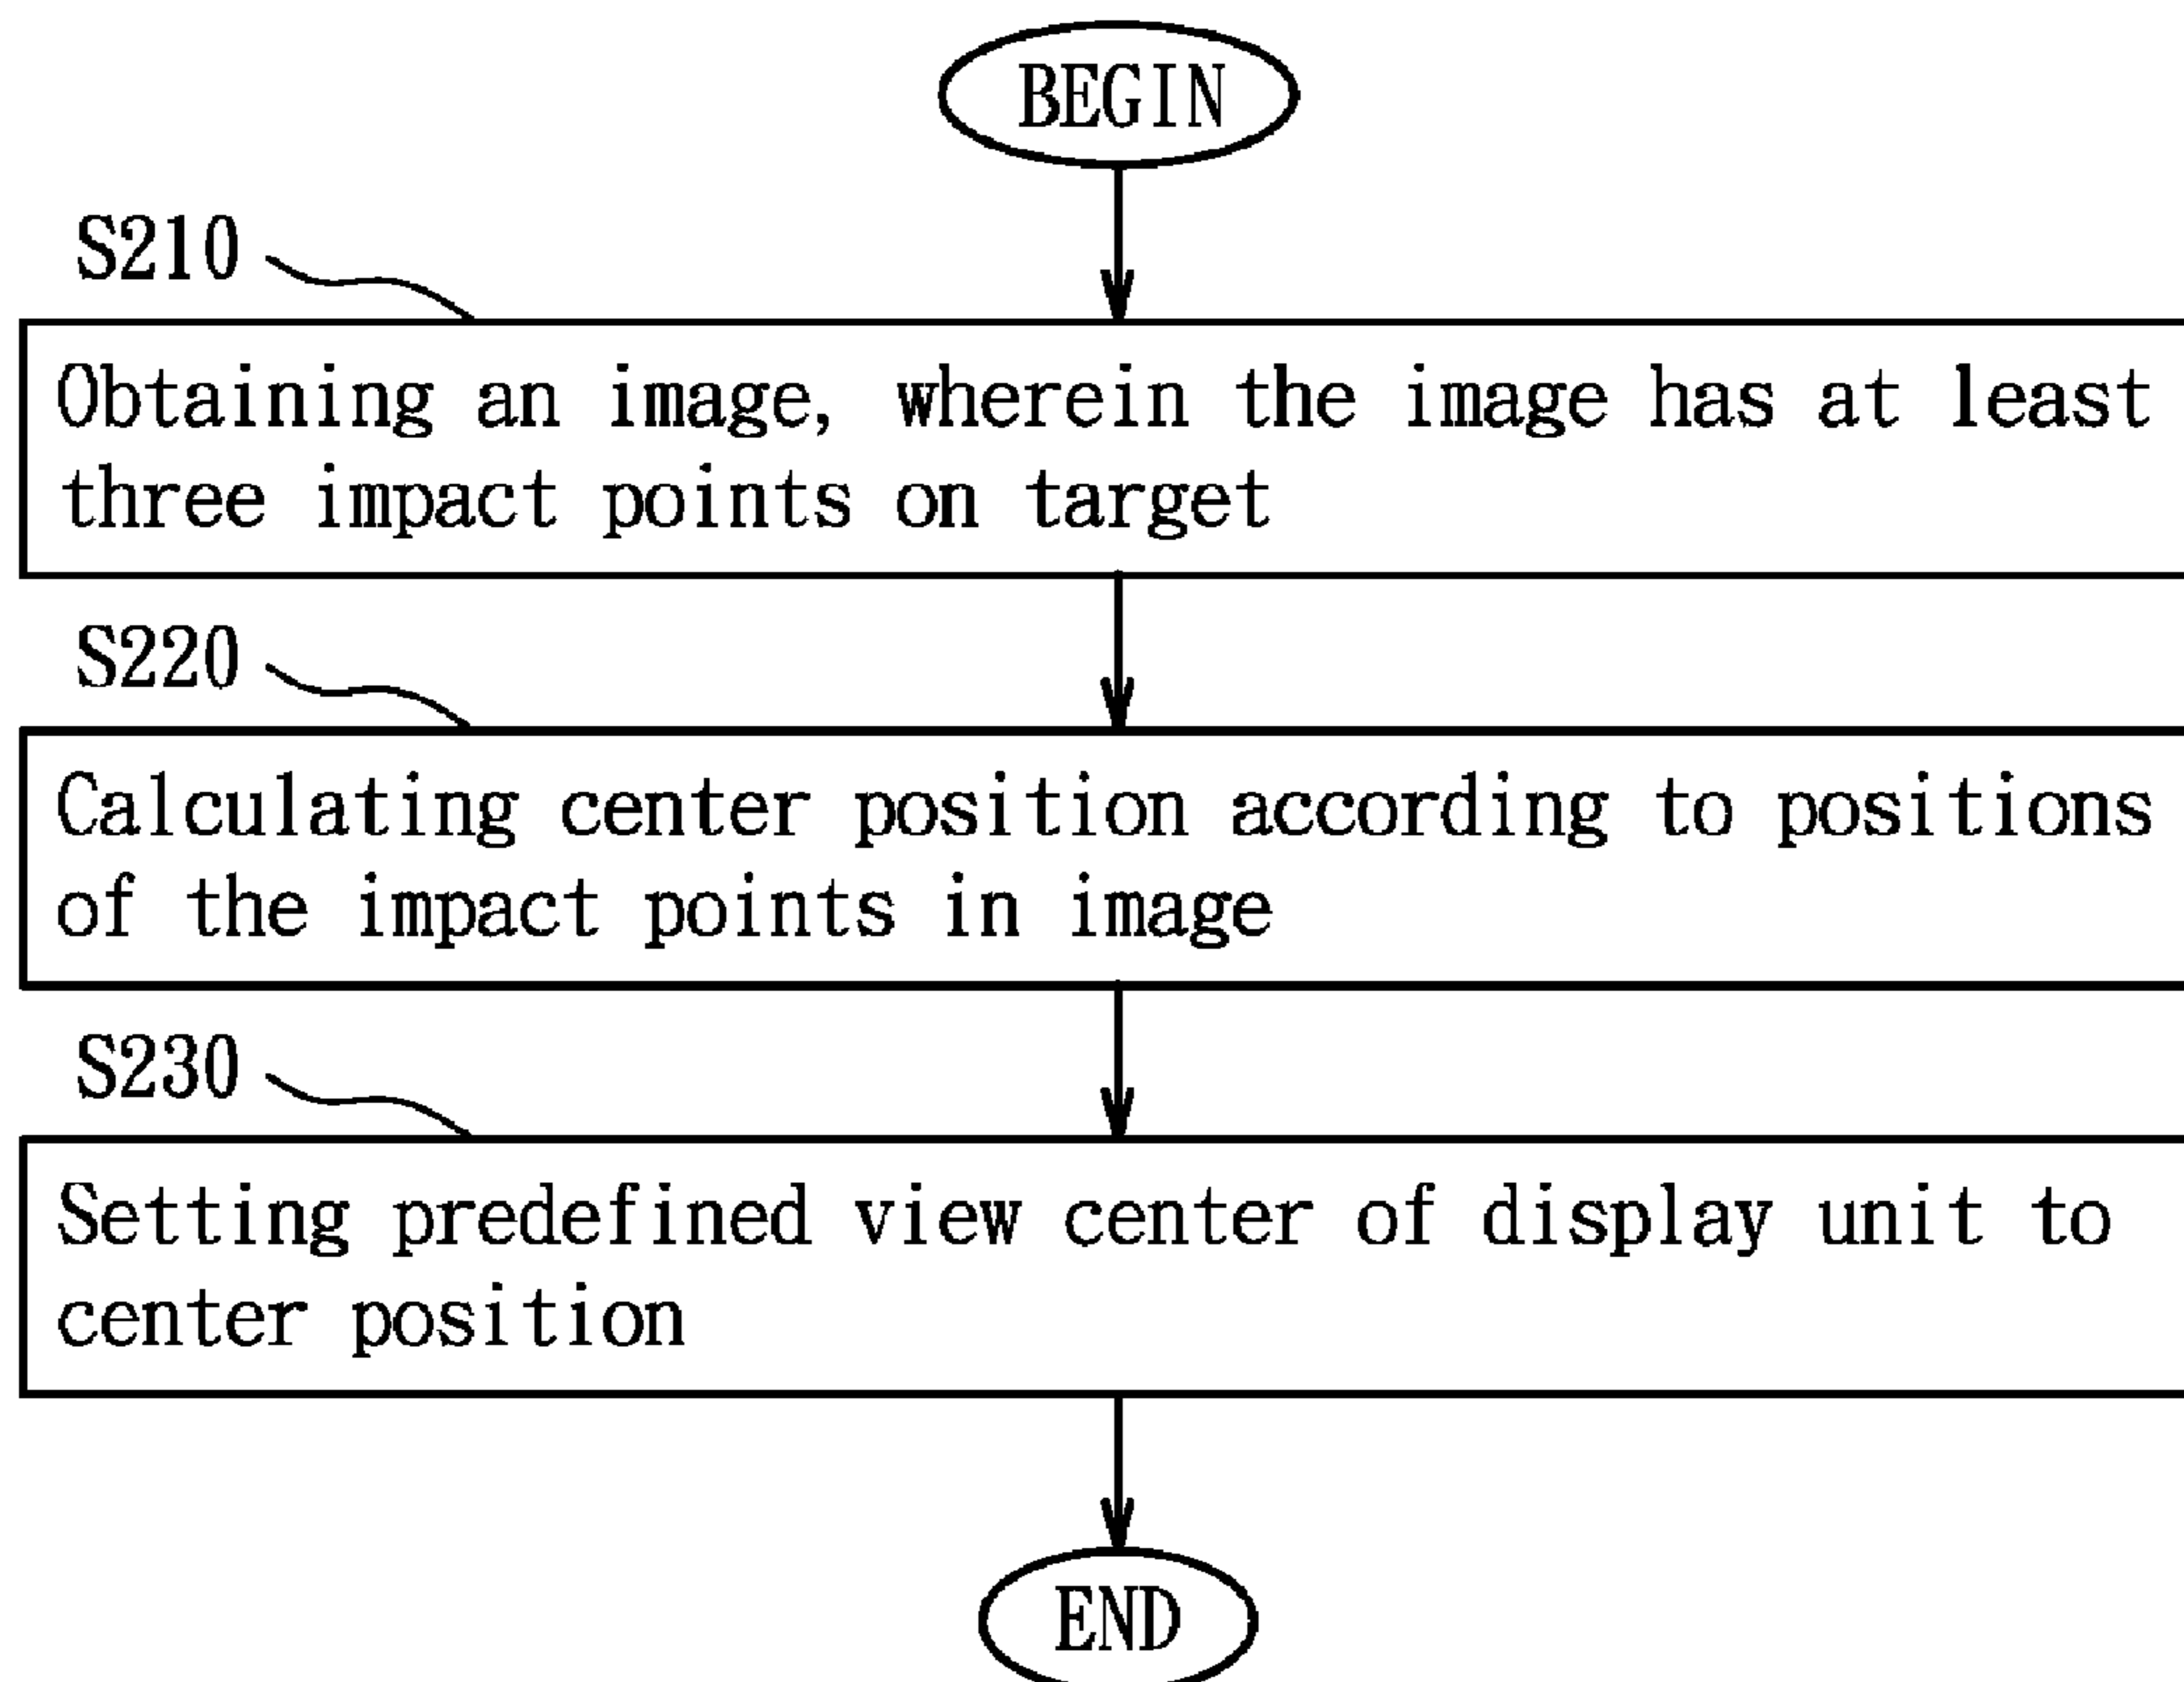 BEGIN
S210
Obtaining an image, wherein the image has at least
three impact points on target
S220
Calculating center position according to positions
of the impact points in image
S230
Setting predefined view center of display unit to
center position
END